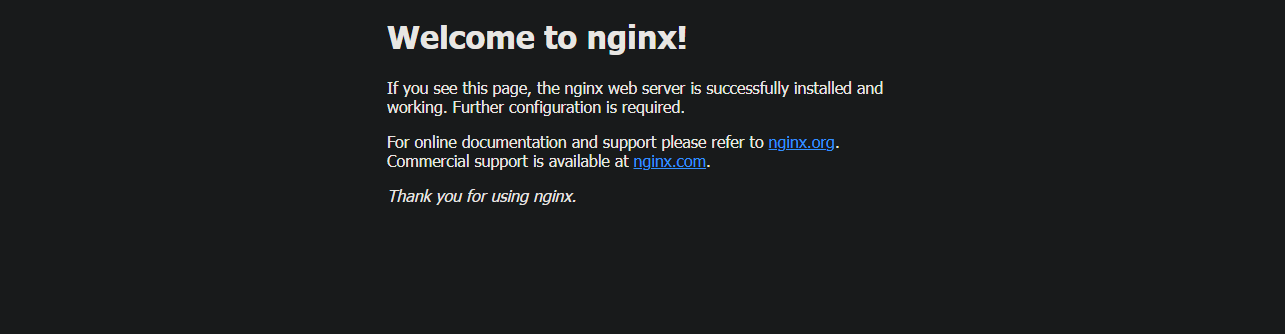 Welcome to nginx!
If you see this page, the nginx web server is successfully installed and
working. Further configuration is required.
For online documentation and support please refer to nginx.org.
Commercial support is available at nginx.com.
Thank you for using nginx.